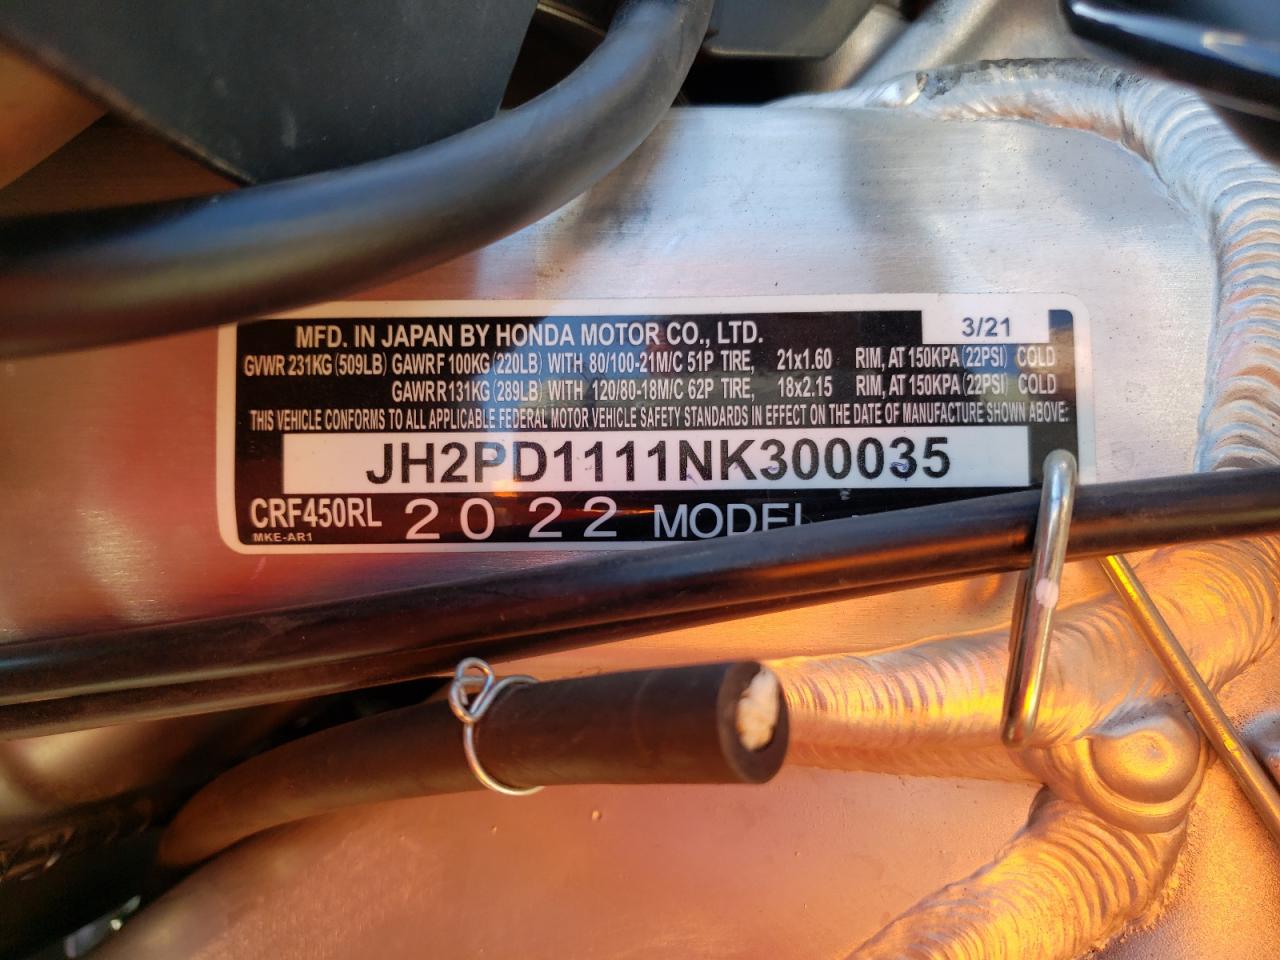 MFD. IN JAPAN BY HONDA MOTOR CO., LTD. 3/21
GVWR 231KG (509LB) GAWR F 100KG (220LB) WITH 80/100-21M/C 51P TIRE, 21x1.60 RIM, AT 150KPA (22PSI) COLD
GAWR R 131KG (289LB) WITH 120/80-18M/C 62P TIRE, 18x2.15 RIM, AT 150KPA (22PSI) COLD
THIS VEHICLE CONFORMS TO ALL APPLICABLE FEDERAL MOTOR VEHICLE SAFETY STANDARDS IN EFFECT ON THE DATE OF MANUFACTURE SHOWN ABOVE:
JH2PD1111NK300035
CRF450RL 2022 MODEL
MKE-AR1